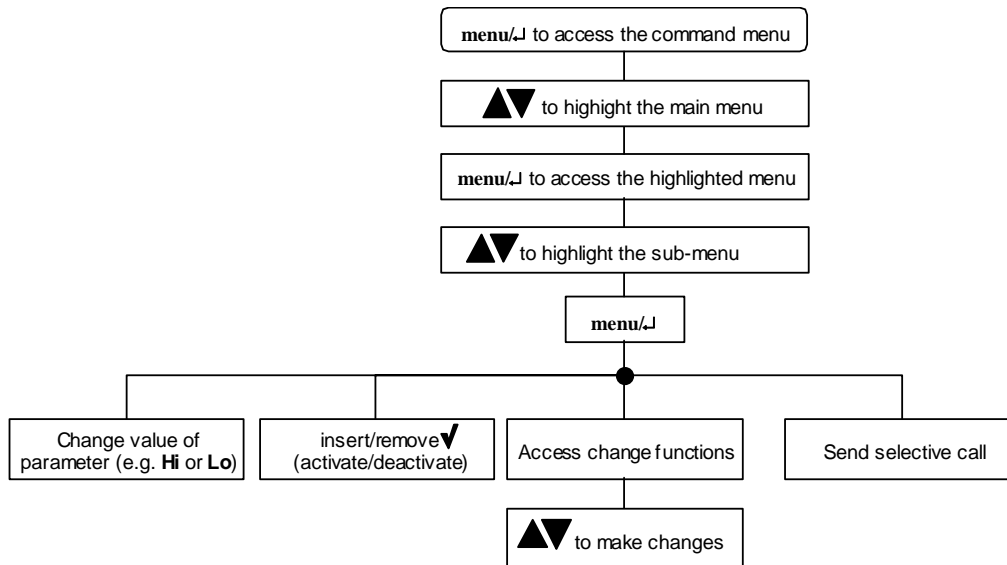 menu/↵ to access the command menu
▲▼ to highight the main menu
menu/↵ to access the highlighted menu
▲▼ to highlight the sub-menu
menu/↵
Change value of
parameter (e.g. Hi or Lo)
insert/remove ✓
(activate/deactivate)
Access change functions
Send selective call
▲▼ to make changes